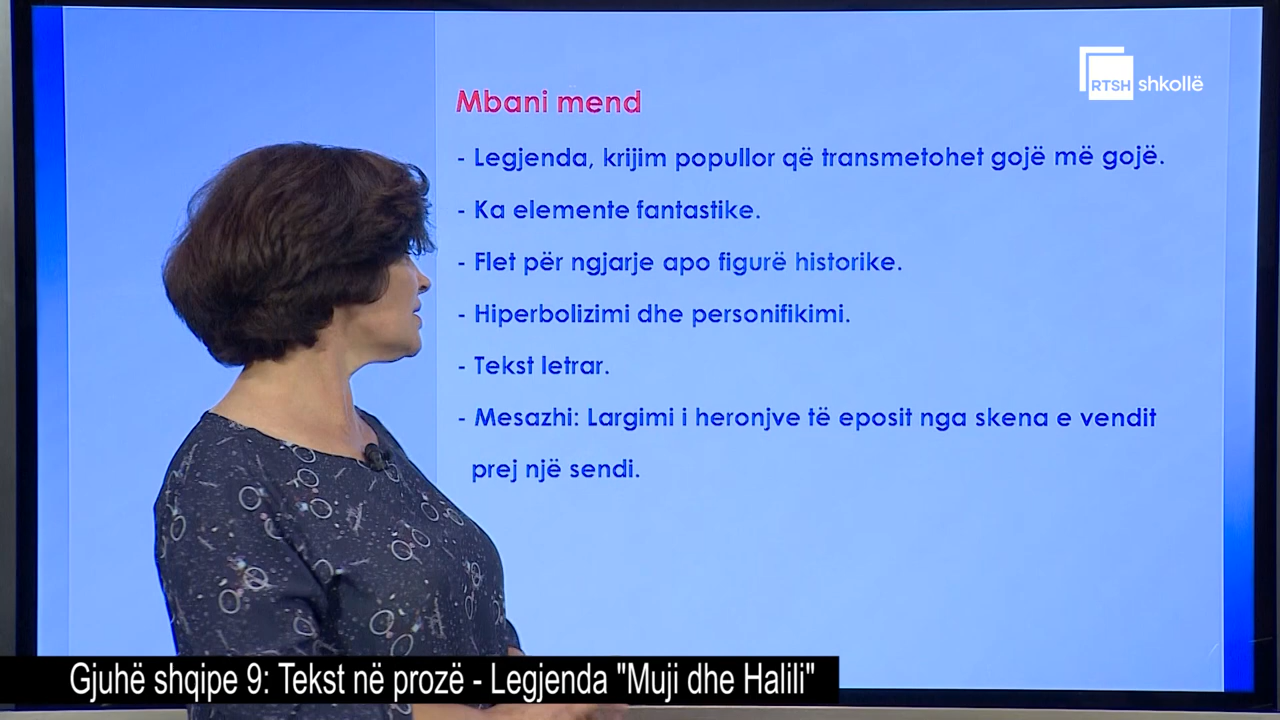 RTSH shkollë
Mbani mend
- Legjenda, krijim popullor që transmetohet gojë më gojë.
- Ka elemente fantastike.
- Flet për ngjarje apo figurë historike.
- Hiperbolizimi dhe personifikimi.
- Tekst letrar.
- Mesazhi: Largimi i heronjve të eposit nga skena e vendit
prej një sendi.
Gjuhë shqipe 9: Tekst në prozë - Legjenda "Muji dhe Halili"